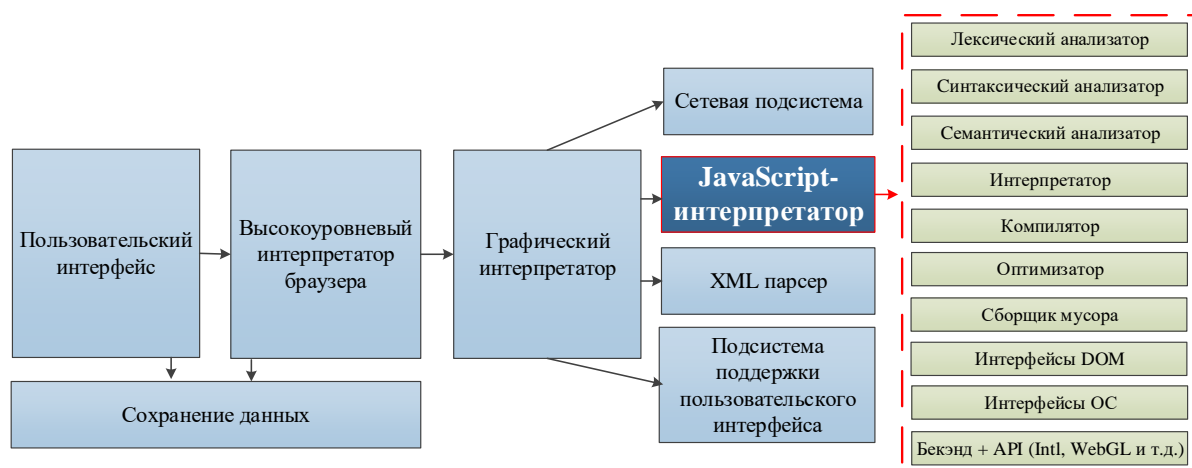 Пользовательский
интерфейс
Высокоуровневый
интерпретатор
браузера
Сохранение данных
Графический
интерпретатор
Сетевая подсистема
JavaScript-
интерпретатор
XML парсер
Подсистема
поддержки
пользовательского
интерфейса
Лексический анализатор
Синтаксический анализатор
Семантический анализатор
Интерпретатор
Компилятор
Оптимизатор
Сборщик мусора
Интерфейсы DOM
Интерфейсы ОС
Бекэнд + API (Intl, WebGL и т.д.)